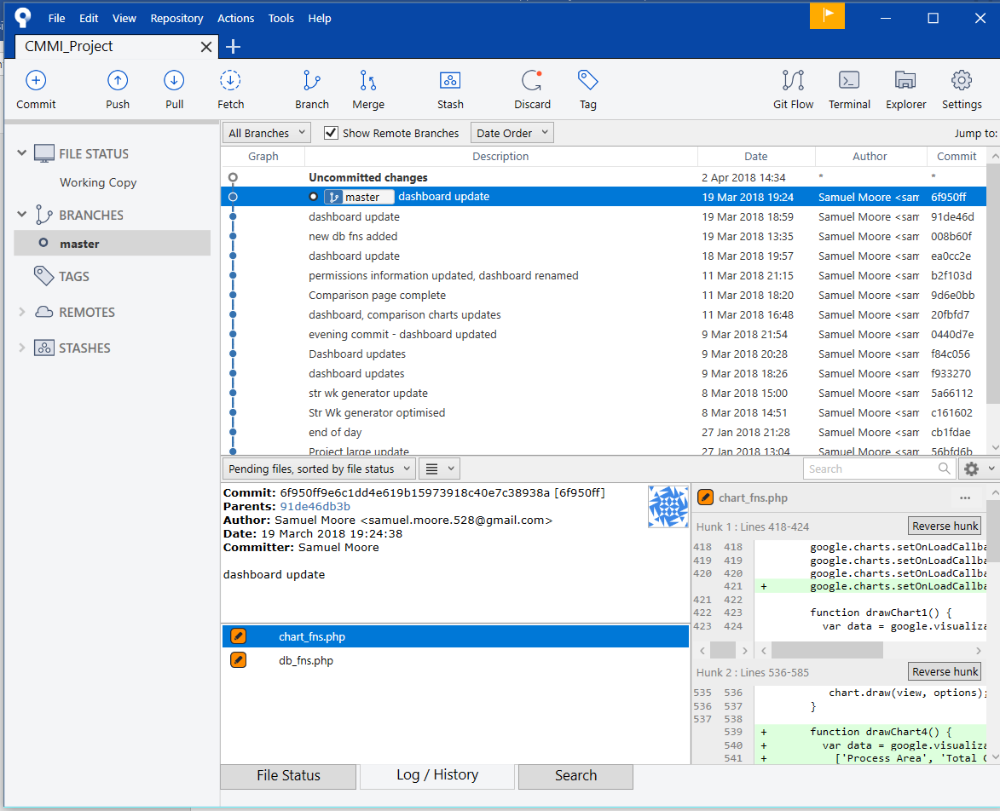 File Edit View Repository Actions Tools Help
CMMI_Project
Commit Push Pull Fetch Branch Merge Stash Discard Tag Git Flow Terminal Explorer Settings
FILE STATUS
Working Copy
BRANCHES
master
TAGS
REMOTES
STASHES
All Branches Show Remote Branches Date Order Jump to:
Graph Description Date Author Commit
Uncommitted changes 2 Apr 2018 14:34 * *
master dashboard update 19 Mar 2018 19:24 Samuel Moore <sam 6f950ff
dashboard update 19 Mar 2018 18:59 Samuel Moore <sam 91de46d
new db fns added 19 Mar 2018 13:35 Samuel Moore <sam 008b60f
dashboard update 18 Mar 2018 19:57 Samuel Moore <sam ea0cc2e
permissions information updated, dashboard renamed 11 Mar 2018 21:15 Samuel Moore <sam b2f103d
Comparison page complete 11 Mar 2018 18:20 Samuel Moore <sam 9d6e0bb
dashboard, comparison charts updates 11 Mar 2018 16:48 Samuel Moore <sam 20fbfd7
evening commit - dashboard updated 9 Mar 2018 21:54 Samuel Moore <sam 0440d7e
Dashboard updates 9 Mar 2018 20:28 Samuel Moore <sam f84c056
dashboard updates 9 Mar 2018 18:26 Samuel Moore <sam f933270
str wk generator update 8 Mar 2018 15:00 Samuel Moore <sam 5a66112
Str Wk generator optimised 8 Mar 2018 14:51 Samuel Moore <sam c161602
end of day 27 Jan 2018 21:28 Samuel Moore <sam cb1fdae
Project large update 27 Jan 2018 13:04 Samuel Moore <sam 56bfd6b
Pending files, sorted by file status Search
Commit: 6f950ff9e6c1dd4e619b15973918c40e7c38938a [6f950ff]
Parents: 91de46db3b
Author: Samuel Moore <samuel.moore.528@gmail.com>
Date: 19 March 2018 19:24:38
Committer: Samuel Moore
dashboard update
chart_fns.php
db_fns.php
chart_fns.php ...
Hunk 1 : Lines 418-424 Reverse hunk
418 418 google.charts.setOnLoadCallba
419 419 google.charts.setOnLoadCallba
420 420 google.charts.setOnLoadCallba
421 + google.charts.setOnLoadCallba
421 422
422 423 function drawChart1() {
423 424 var data = google.visualiza
Hunk 2 : Lines 536-585 Reverse hunk
535 536 chart.draw(view, options);
536 537 }
537 538
539 + function drawChart4() {
540 + var data = google.visualiza
541 + ['Process Area', 'Total C
File Status Log / History Search